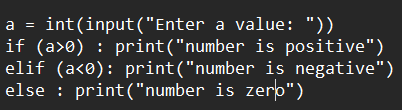 a = int(input("Enter a value: "))
if (a>0) : print("number is positive")
elif (a<0): print("number is negative")
else : print("number is zero")